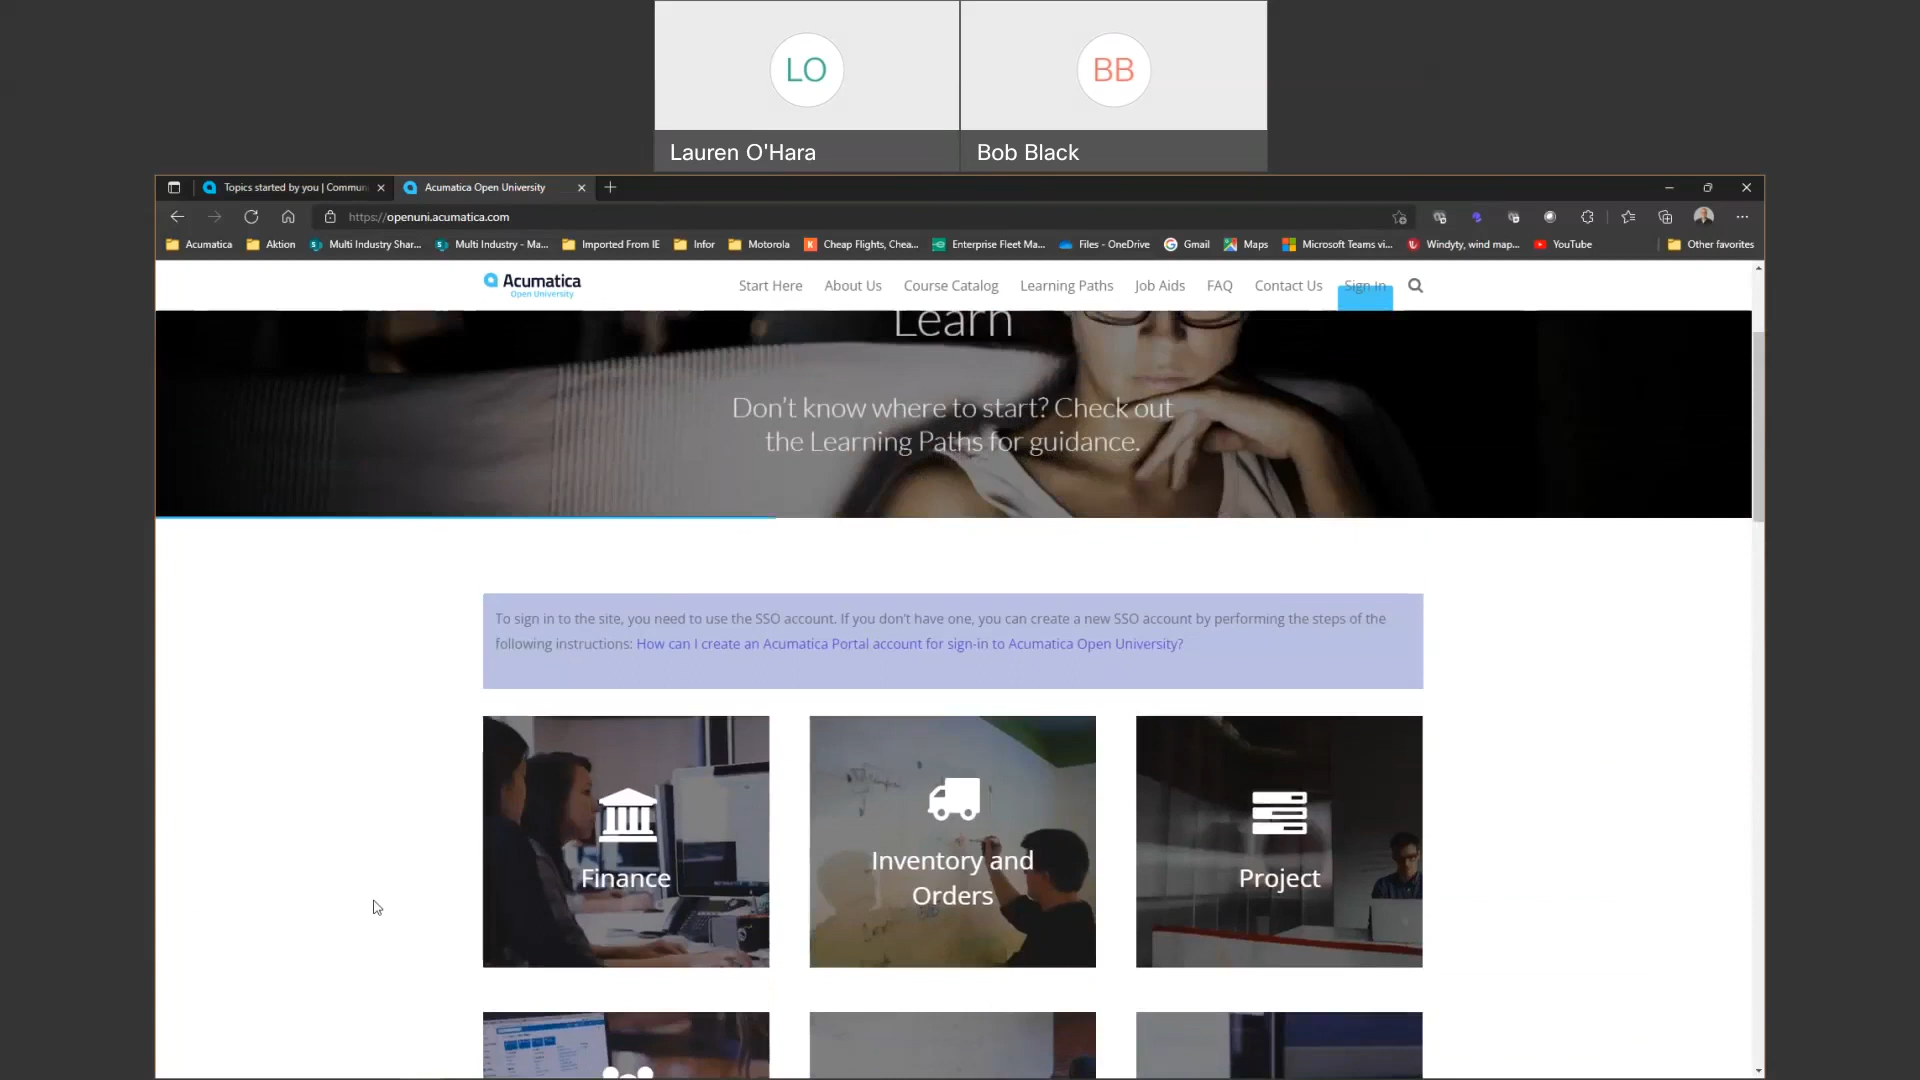 LO
BB
Lauren O'Hara
Bob Black
Topics started by you | Commun
Acumatica Open University
https://openuni.acumatica.com
Acumatica
Aktion
Multi Industry Shar...
Multi Industry - Ma...
Imported From IE
Infor
Motorola
Cheap Flights, Chea...
Enterprise Fleet Ma...
Files - OneDrive
Gmail
Maps
Microsoft Teams vi...
Windyty, wind map...
YouTube
Other favorites
Acumatica
Open University
Start Here
About Us
Course Catalog
Learning Paths
Job Aids
FAQ
Contact Us
Sign In
Learn
Don't know where to start? Check out
the Learning Paths for guidance.
To sign in to the site, you need to use the SSO account. If you don't have one, you can create a new SSO account by performing the steps of the
following instructions: How can I create an Acumatica Portal account for sign-in to Acumatica Open University?
Finance
Inventory and
Orders
Project